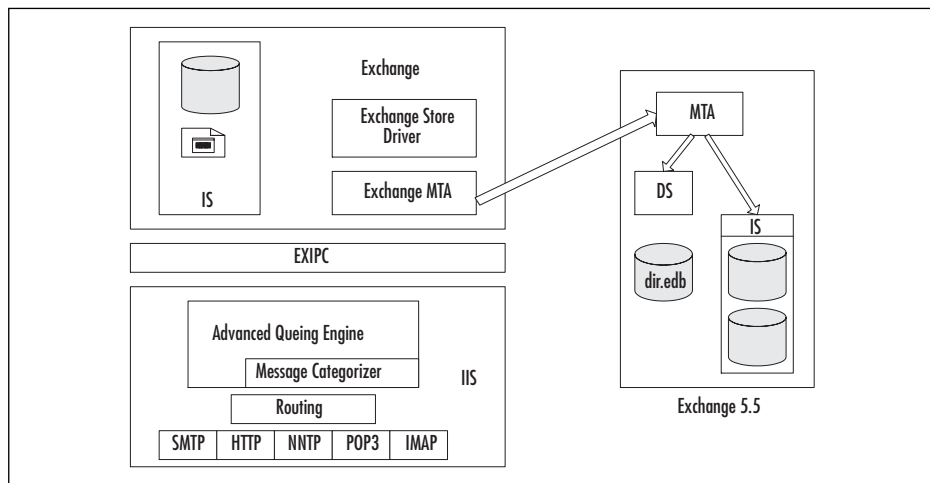 Exchange
Exchange Store
Driver
Exchange MTA
IS
EXIPC
Advanced Queing Engine
Message Categorizer
IIS
Routing
SMTP
HTTP
NNTP
POP3
IMAP
MTA
DS
IS
dir.edb
Exchange 5.5